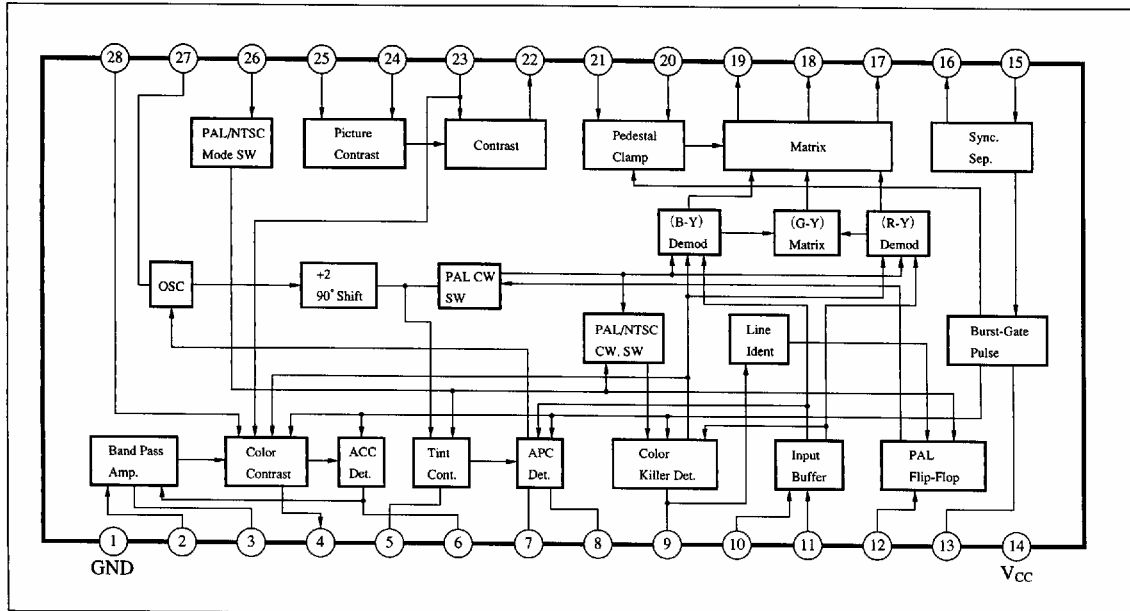 28 27 26 25 24 23 22 21 20 19 18 17 16 15
PAL/NTSC
Mode SW
Picture
Contrast
Contrast
Pedestal
Clamp
Matrix
Sync.
Sep.
(B-Y)
Demod
(G-Y)
Matrix
(R-Y)
Demod
OSC
+2
90° Shift
PAL CW
SW
PAL/NTSC
CW, SW
Line
Ident
Burst-Gate
Pulse
Band Pass
Amp.
Color
Contrast
ACC
Det.
Tint
Cont.
APC
Det.
Color
Killer Det.
Input
Buffer
PAL
Flip-Flop
1 2 3 4 5 6 7 8 9 10 11 12 13 14
GND
VCC